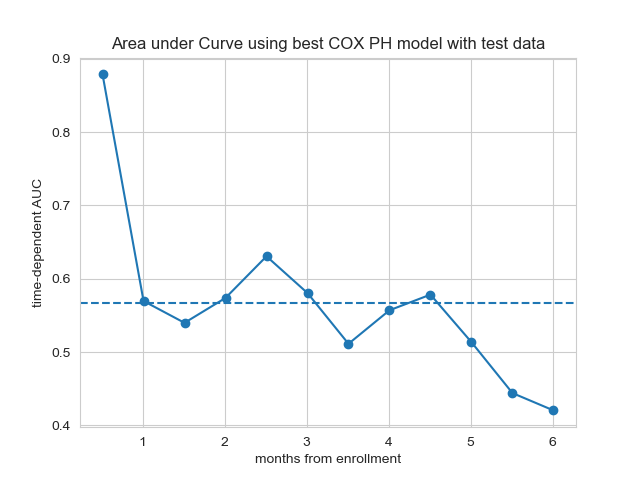 Area under Curve using best COX PH model with test data
time-dependent AUC
0.9
0.8
0.7
0.6
0.5
0.4
1 2 3 4 5 6
months from enrollment